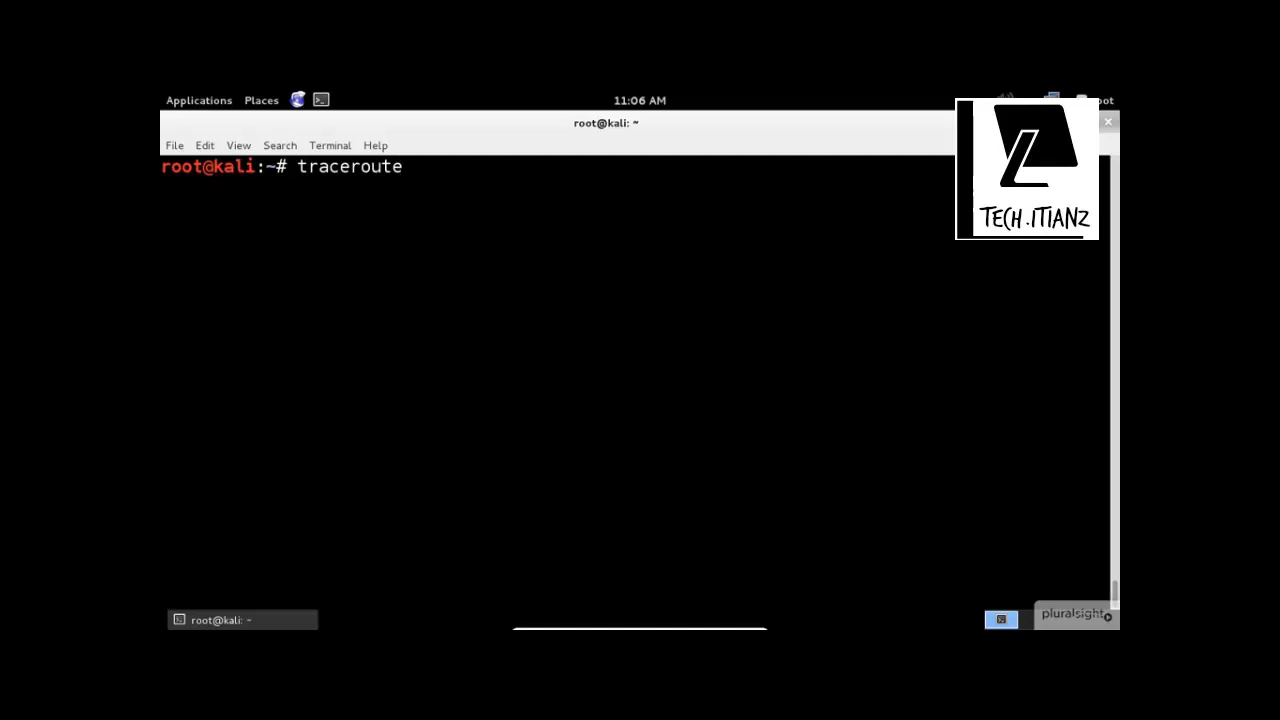 Applications Places 11:06 AM oot
root@kali: ~
File Edit View Search Terminal Help
root@kali:~# traceroute
TECH.ITIANZ
root@kali: ~
pluralsight